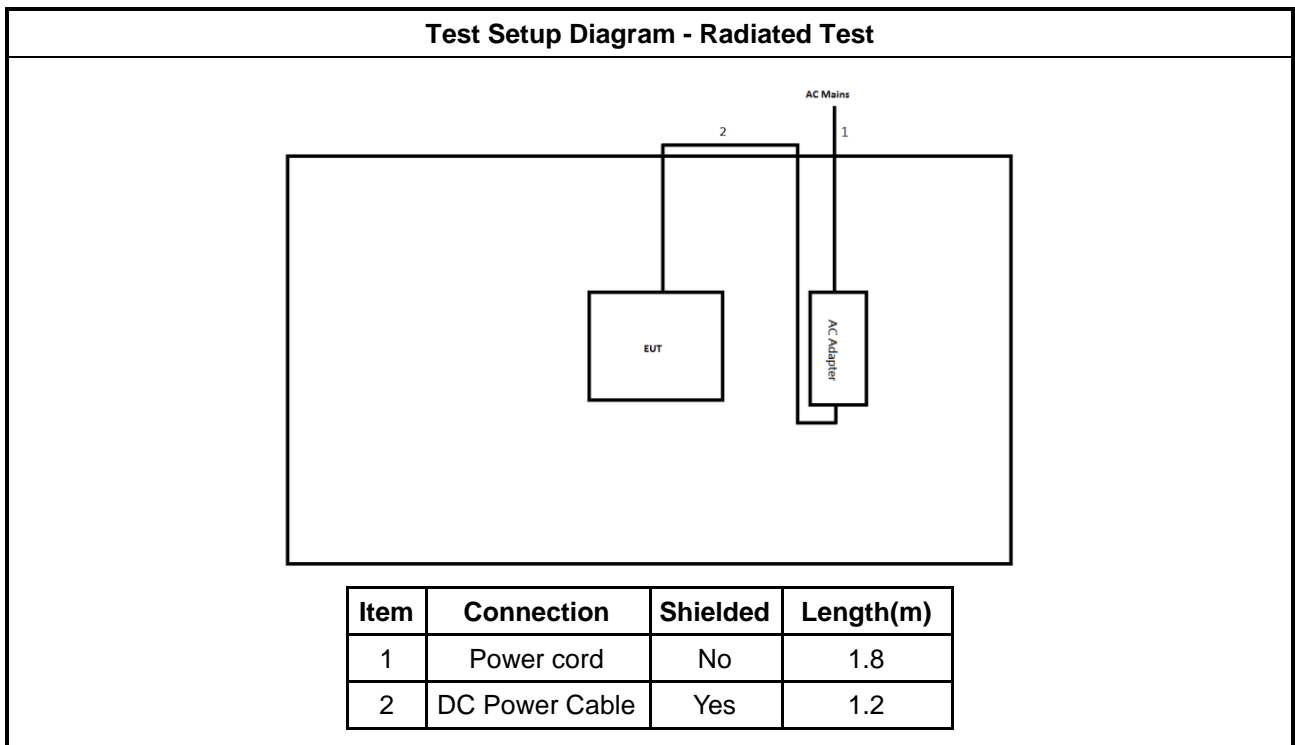 Test Setup Diagram - Radiated Test
AC Mains
2
1
EUT
AC Adapter
Item Connection Shielded Length(m)
1 Power cord No 1.8
2 DC Power Cable Yes 1.2